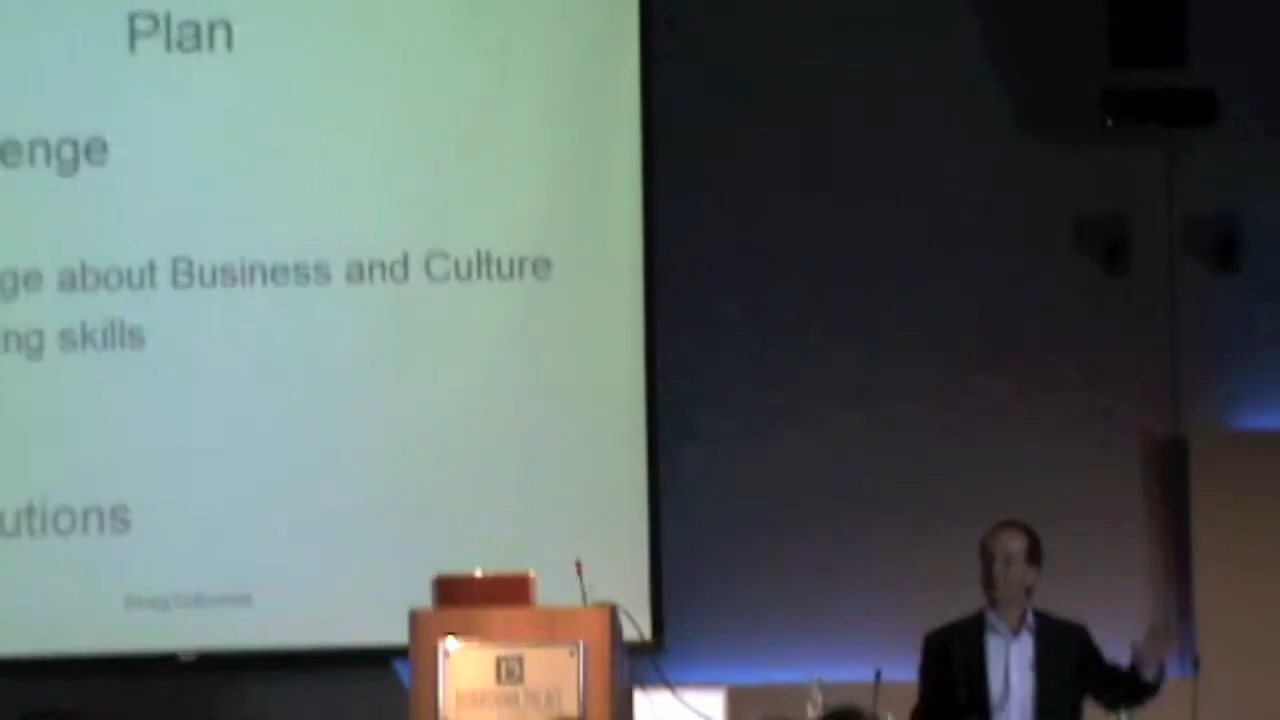 Plan
enge
ge about Business and Culture
ng skills
utions